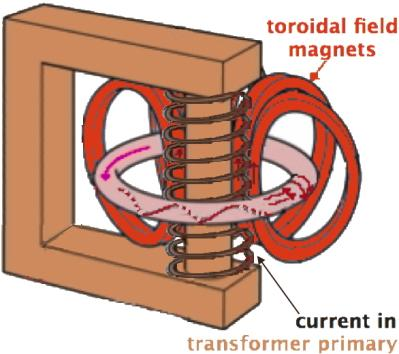 toroidal field
magnets
current in
transformer primary